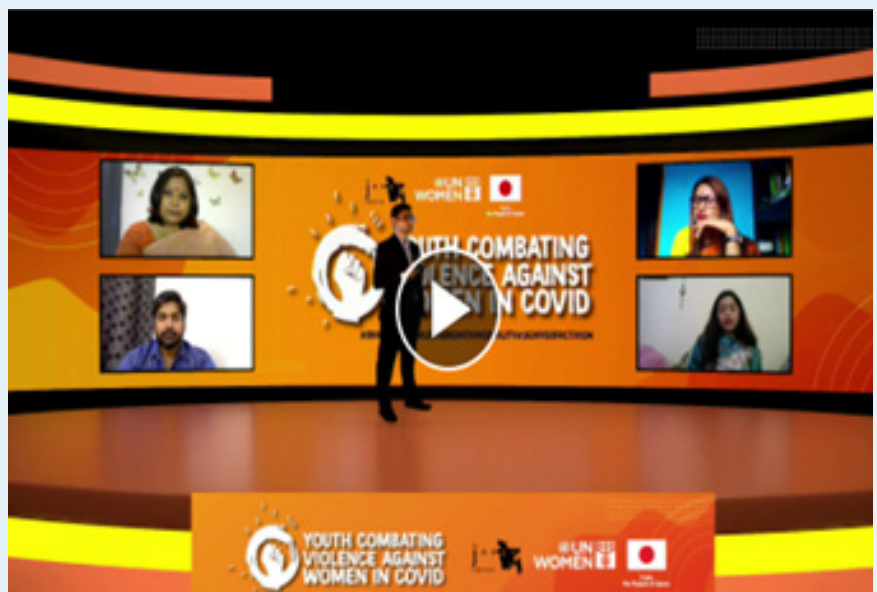 UN
WOMEN
YOUTH COMBATING
VIOLENCE AGAINST
WOMEN IN COVID
YOUTH COMBATING
VIOLENCE AGAINST
WOMEN IN COVID
UN
WOMEN